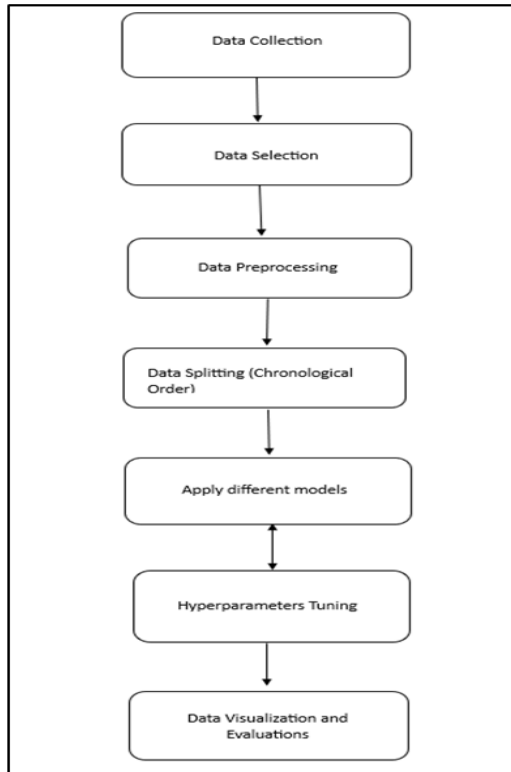 Data Collection
Data Selection
Data Preprocessing
Data Splitting (Chronological
Order)
Apply different models
Hyperparameters Tuning
Data Visualization and
Evaluations